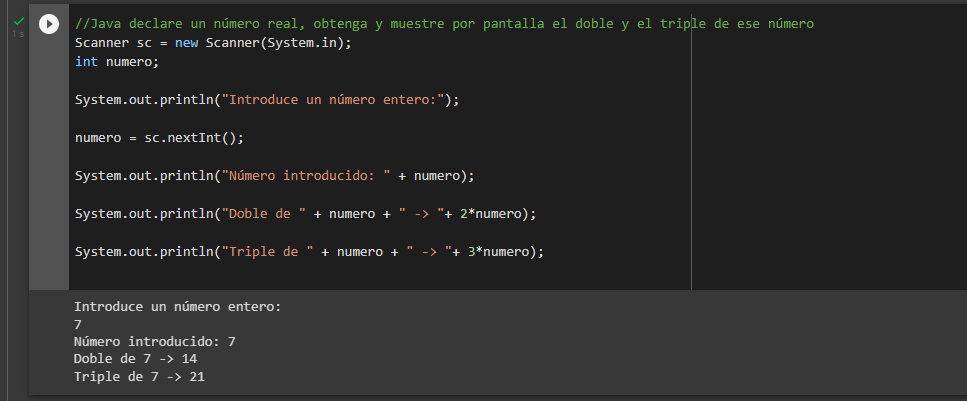 //Java declare un número real, obtenga y muestre por pantalla el doble y el triple de ese número
Scanner sc = new Scanner(System.in);
int numero;
System.out.println("Introduce un número entero:");
numero = sc.nextInt();
System.out.println("Número introducido: " + numero);
System.out.println("Doble de " + numero + " -> "+ 2*numero);
System.out.println("Triple de " + numero + " -> "+ 3*numero);
1 s
Introduce un número entero:
7
Número introducido: 7
Doble de 7 -> 14
Triple de 7 -> 21